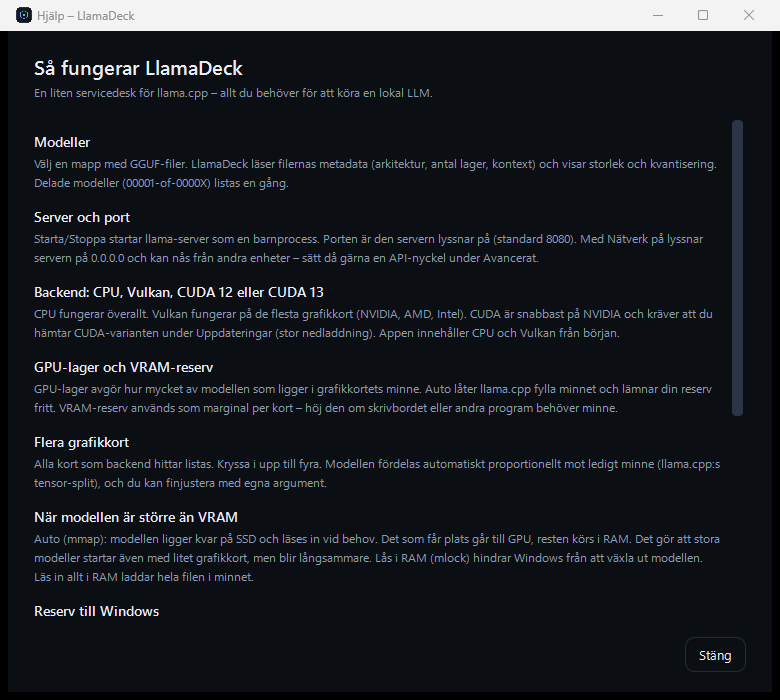 Hjälp – LlamaDeck
Så fungerar LlamaDeck
En liten servicedesk för llama.cpp – allt du behöver för att köra en lokal LLM.
Modeller
Välj en mapp med GGUF-filer. LlamaDeck läser filernas metadata (arkitektur, antal lager, kontext) och visar storlek och kvantisering.
Delade modeller (00001-of-0000X) listas en gång.
Server och port
Starta/Stoppa startar llama-server som en barnprocess. Porten är den servern lyssnar på (standard 8080). Med Nätverk på lyssnar
servern på 0.0.0.0 och kan nås från andra enheter – sätt då gärna en API-nyckel under Avancerat.
Backend: CPU, Vulkan, CUDA 12 eller CUDA 13
CPU fungerar överallt. Vulkan fungerar på de flesta grafikkort (NVIDIA, AMD, Intel). CUDA är snabbast på NVIDIA och kräver att du
hämtar CUDA-varianten under Uppdateringar (stor nedladdning). Appen innehåller CPU och Vulkan från början.
GPU-lager och VRAM-reserv
GPU-lager avgör hur mycket av modellen som ligger i grafikkortets minne. Auto låter llama.cpp fylla minnet och lämnar din reserv
fritt. VRAM-reserv används som marginal per kort – höj den om skrivbordet eller andra program behöver minne.
Flera grafikkort
Alla kort som backend hittar listas. Kryssa i upp till fyra. Modellen fördelas automatiskt proportionellt mot ledigt minne (llama.cpp:s
tensor-split), och du kan finjustera med egna argument.
När modellen är större än VRAM
Auto (mmap): modellen ligger kvar på SSD och läses in vid behov. Det som får plats går till GPU, resten körs i RAM. Det gör att stora
modeller startar även med litet grafikkort, men blir långsammare. Lås i RAM (mlock) hindrar Windows från att växla ut modellen.
Läs in allt i RAM laddar hela filen i minnet.
Reserv till Windows
Stäng